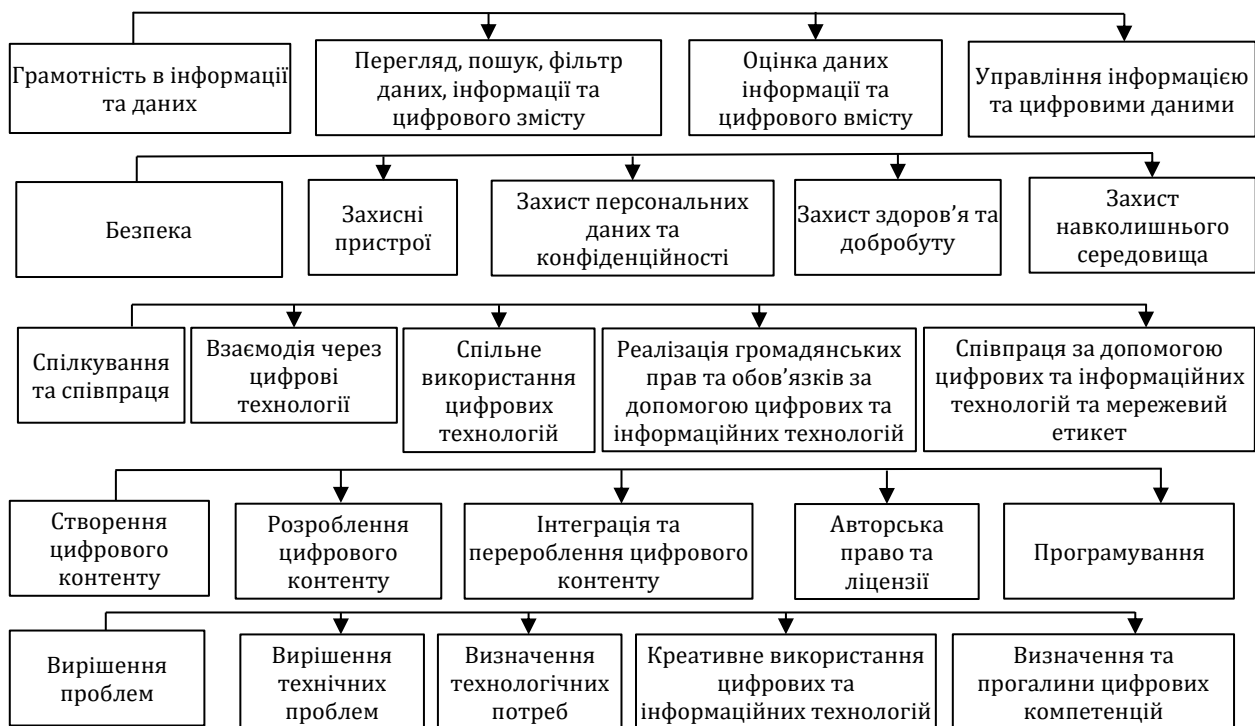 Грамотність в інформації
та даних
Перегляд, пошук, фільтр
даних, інформації та
цифрового змісту
Оцінка даних
інформації та
цифрового вмісту
Управління інформацією
та цифровими даними
Безпека
Захисні
пристрої
Захист персональних
даних та
конфіденційності
Захист здоров’я та
добробуту
Захист
навколишнього
середовища
Спілкування
та співпраця
Взаємодія через
цифрові
технології
Спільне
використання
цифрових
технологій
Реалізація громадянських
прав та обов’язків за
допомогою цифрових та
інформаційних технологій
Співпраця за допомогою
цифрових та інформаційних
технологій та мережевий
етикет
Створення
цифрового
контенту
Розроблення
цифрового
контенту
Інтеграція та
перероблення цифрового
контенту
Авторська
право та
ліцензії
Програмування
Вирішення
проблем
Вирішення
технічних
проблем
Визначення
технологічних
потреб
Креативне використання
цифрових та
інформаційних технологій
Визначення та
прогалини цифрових
компетенцій